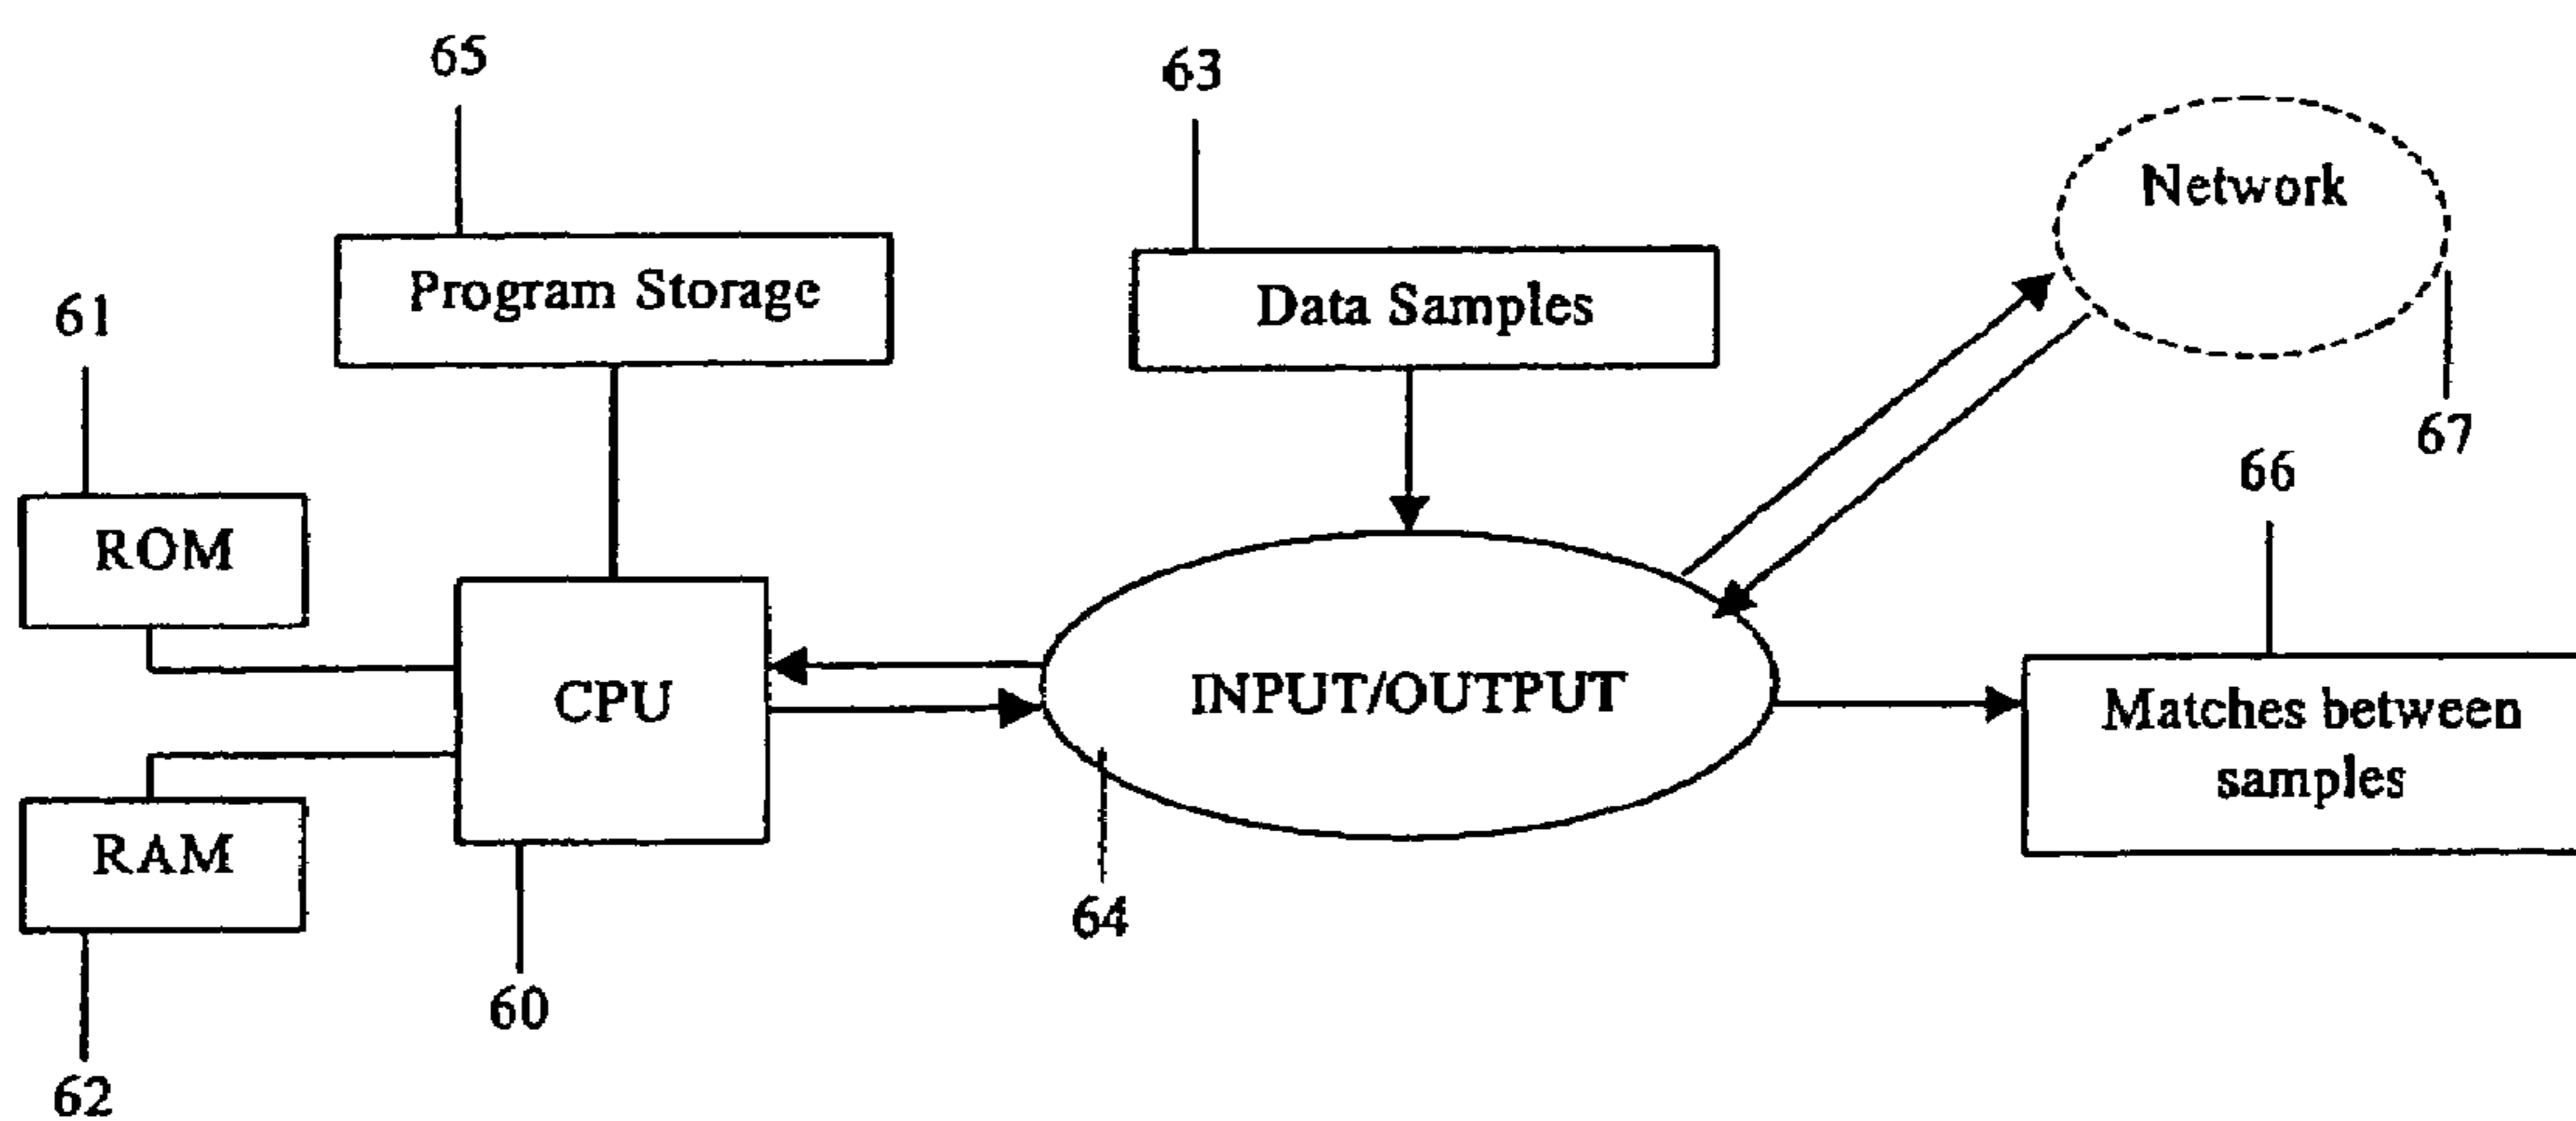 65
63
Network
Program Storage
Data Samples
61
67
66
ROM
CPU
INPUT/OUTPUT
Matches between
samples
RAM
64
60
62